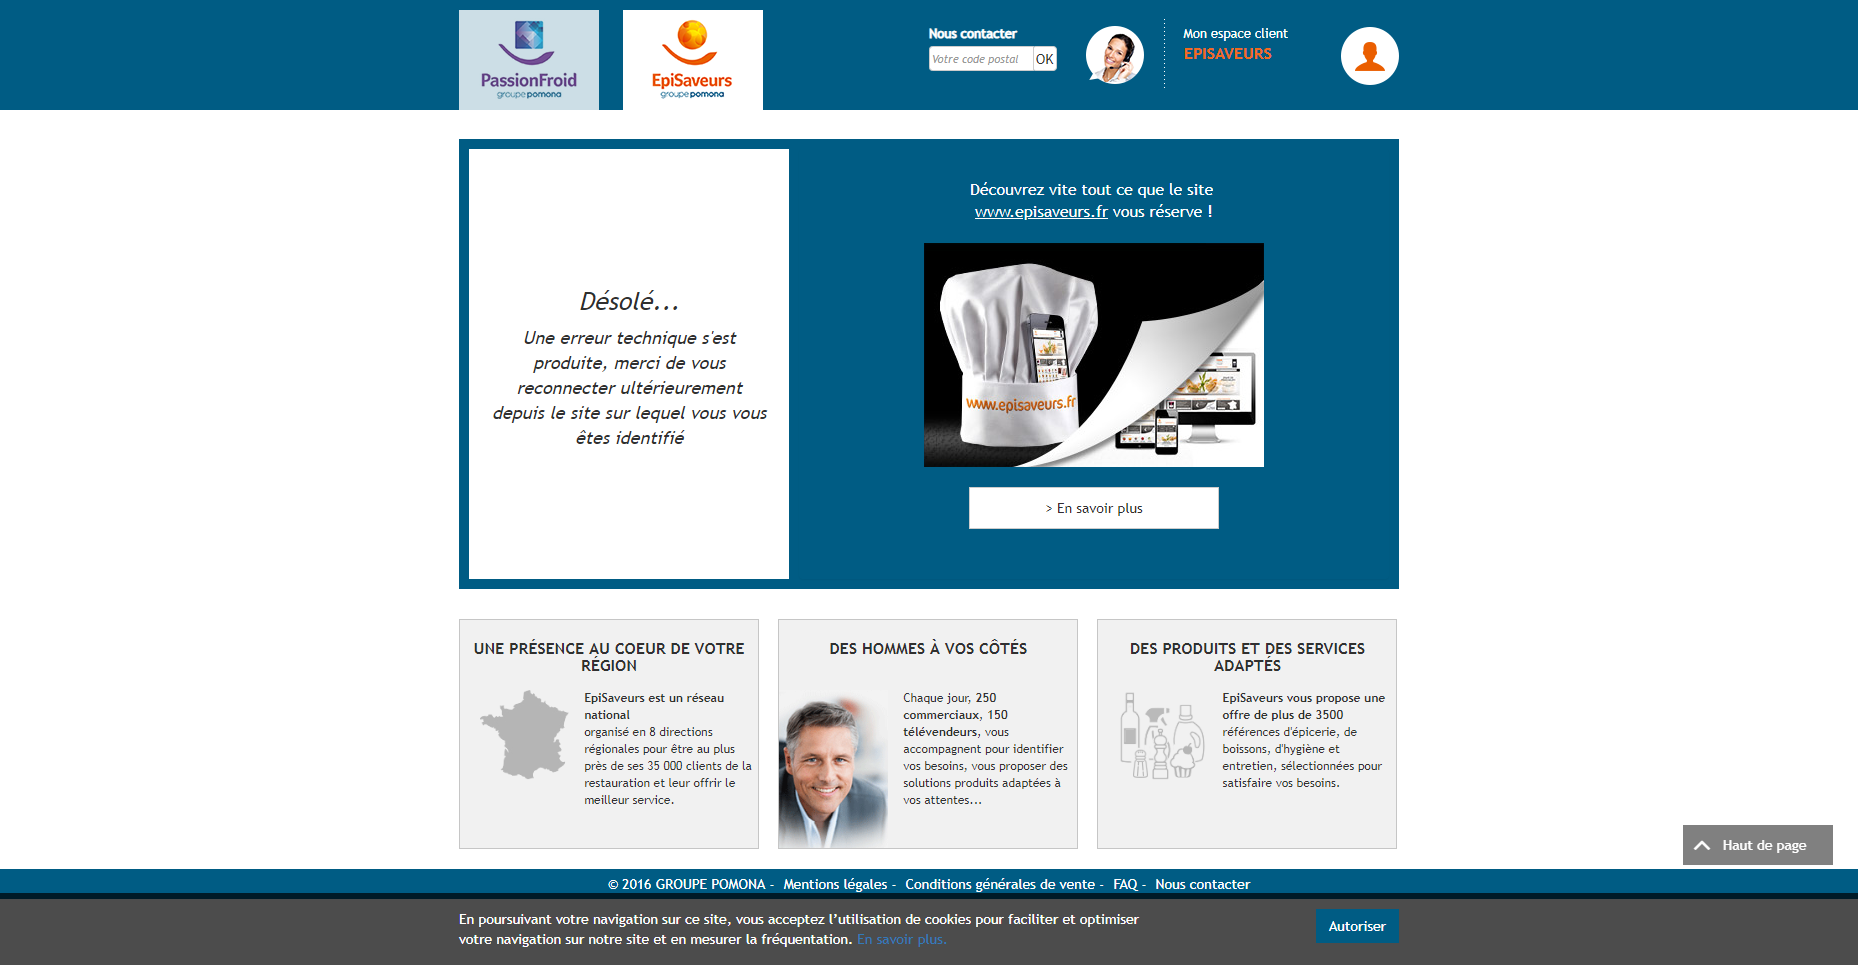 PassionFroid
groupe pomona
EpiSaveurs
groupe pomona
Nous contacter
Votre code postal
OK
Mon espace client
EPISAVEURS
Désolé...
Une erreur technique s'est
produite, merci de vous
reconnecter ultérieurement
depuis le site sur lequel vous vous
êtes identifié
Découvrez vite tout ce que le site
www.episaveurs.fr vous réserve !
www.episaveurs.fr
> En savoir plus
UNE PRÉSENCE AU COEUR DE VOTRE
RÉGION
EpiSaveurs est un réseau
national
organisé en 8 directions
régionales pour être au plus
près de ses 35 000 clients de la
restauration et leur offrir le
meilleur service.
DES HOMMES À VOS CÔTÉS
Chaque jour, 250
commerciaux, 150
télévendeurs, vous
accompagnent pour identifier
vos besoins, vous proposer des
solutions produits adaptées à
vos attentes...
DES PRODUITS ET DES SERVICES
ADAPTÉS
EpiSaveurs vous propose une
offre de plus de 3500
références d'épicerie, de
boissons, d'hygiène et
entretien, sélectionnées pour
satisfaire vos besoins.
Haut de page
© 2016 GROUPE POMONA - Mentions légales - Conditions générales de vente - FAQ - Nous contacter
En poursuivant votre navigation sur ce site, vous acceptez l’utilisation de cookies pour faciliter et optimiser
votre navigation sur notre site et en mesurer la fréquentation. En savoir plus.
Autoriser